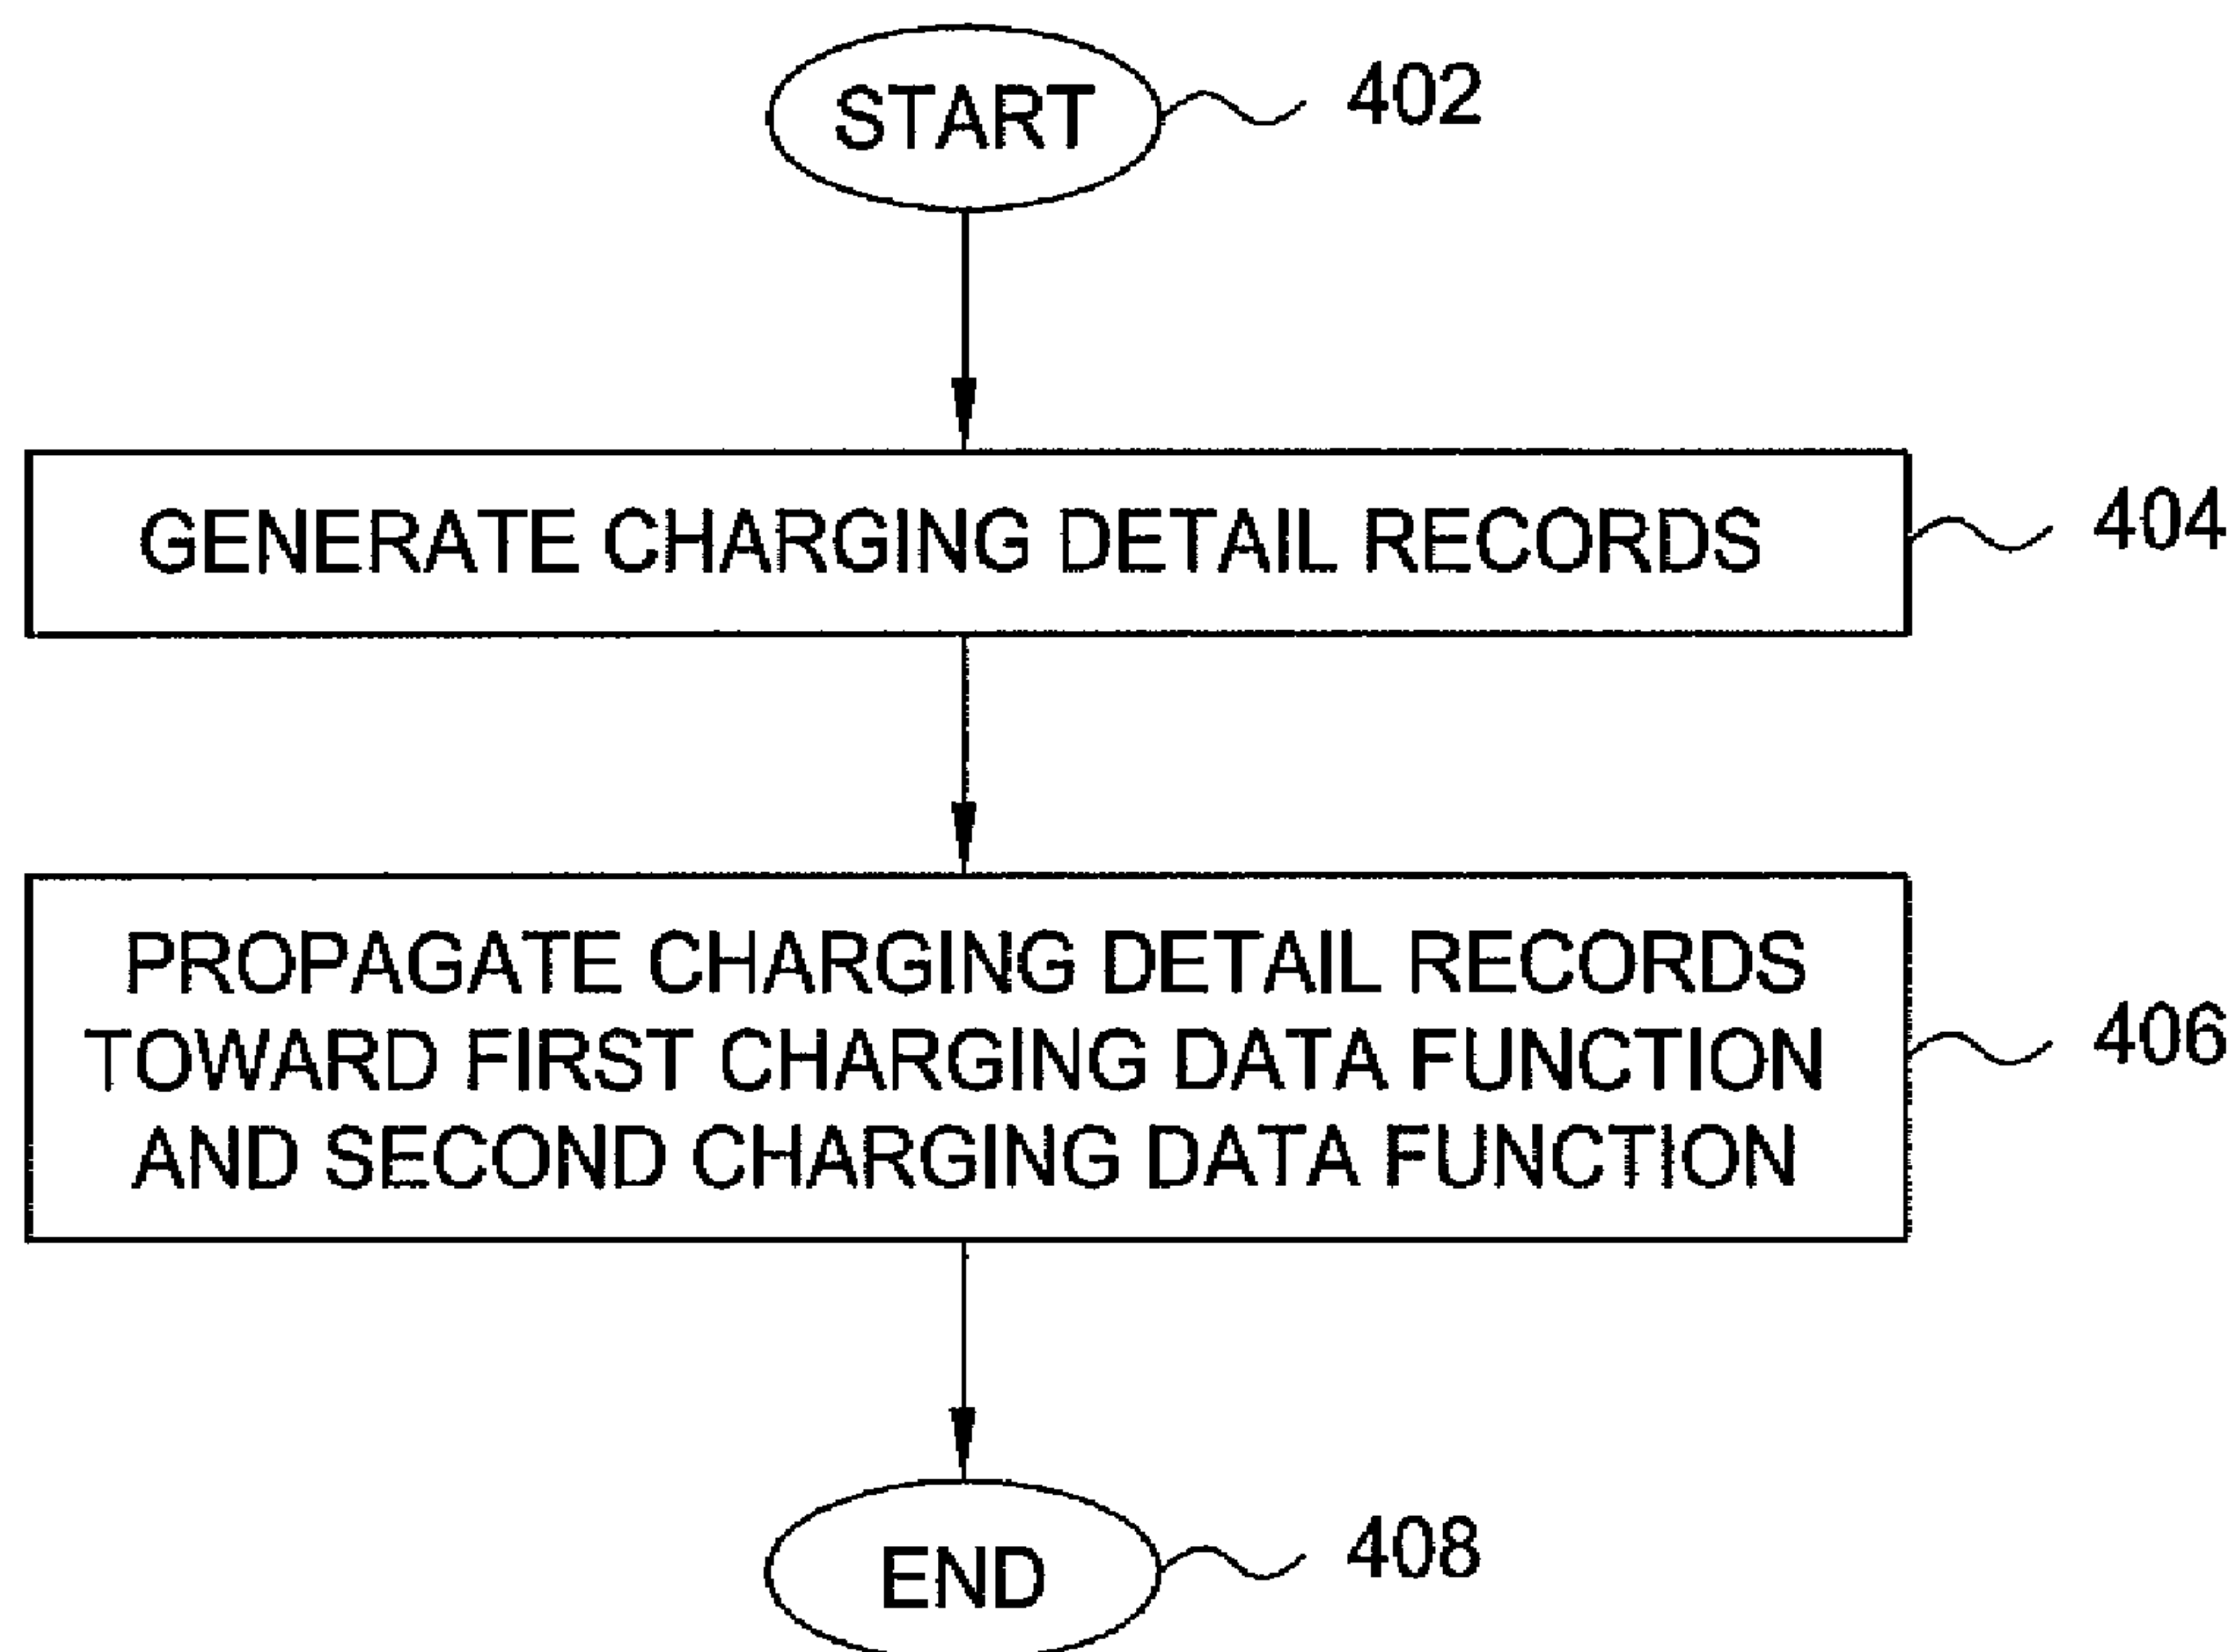 START
402
GENERATE CHARGING DETAIL RECORDS
404
PROPAGATE CHARGING DETAIL RECORDS
TOWARD FIRST CHARGING DATA FUNCTION
AND SECOND CHARGING DATA FUNCTION
406
END
408